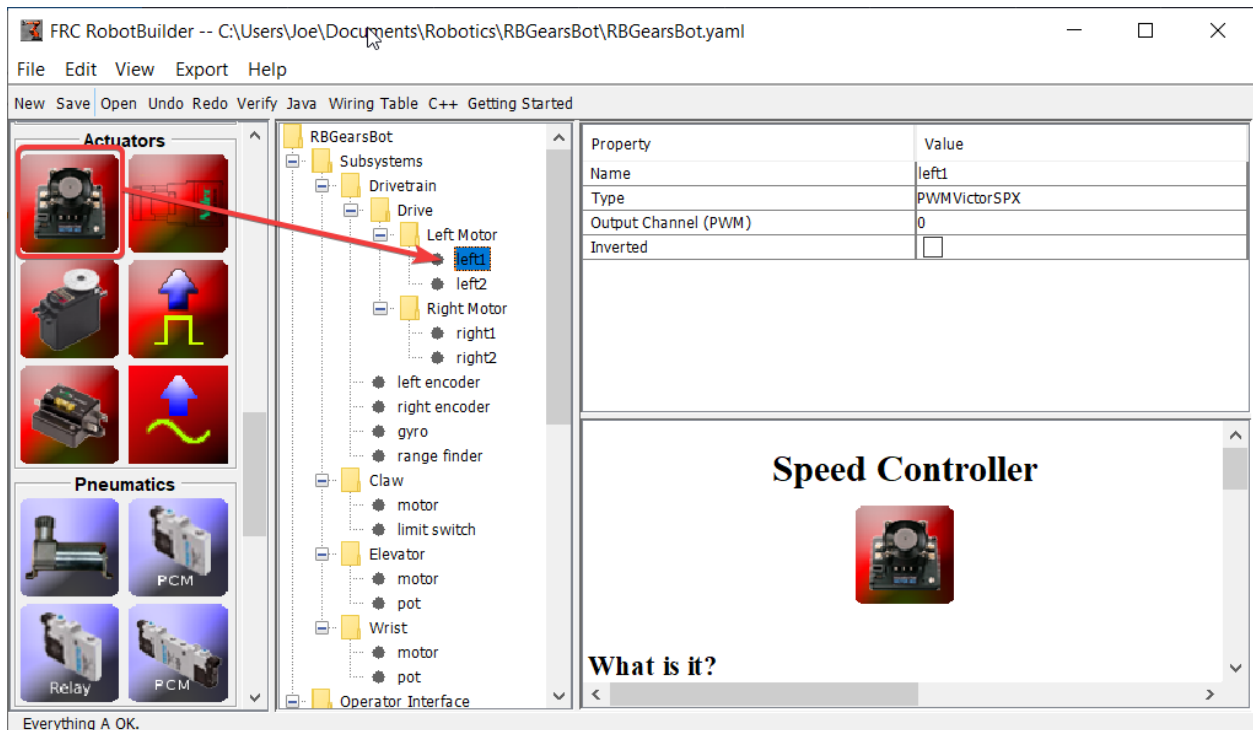 FRC RobotBuilder -- C:\Users\Joe\Documents\Robotics\RBGearsBot\RBGearsBot.yaml
File Edit View Export Help
New Save Open Undo Redo Verify Java Wiring Table C++ Getting Started
Actuators
Pneumatics
PCM
Relay
PCM
RBGearsBot
Subsystems
Drivetrain
Drive
Left Motor
left1
left2
Right Motor
right1
right2
left encoder
right encoder
gyro
range finder
Claw
motor
limit switch
Elevator
motor
pot
Wrist
motor
pot
Operator Interface
Property Value
Name left1
Type PWMVictorSPX
Output Channel (PWM) 0
Inverted
Speed Controller
What is it?
Everything A OK.